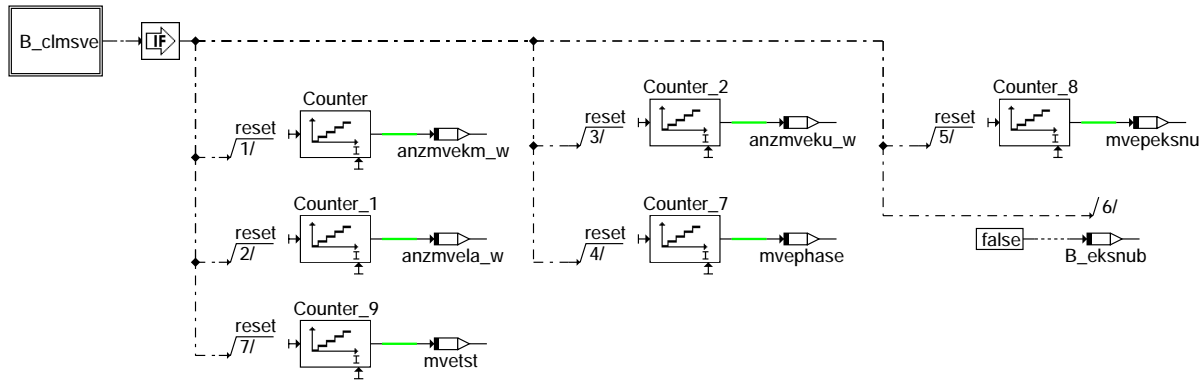 B_clmsve
IF
Counter
reset
1/
I
anzmvekm_w
Counter_2
reset
3/
I
anzmveku_w
Counter_8
reset
5/
I
mvepeksnu
Counter_1
reset
2/
I
anzmvela_w
Counter_7
reset
4/
I
mvephase
6/
false
B_eksnub
Counter_9
reset
7/
I
mvetst